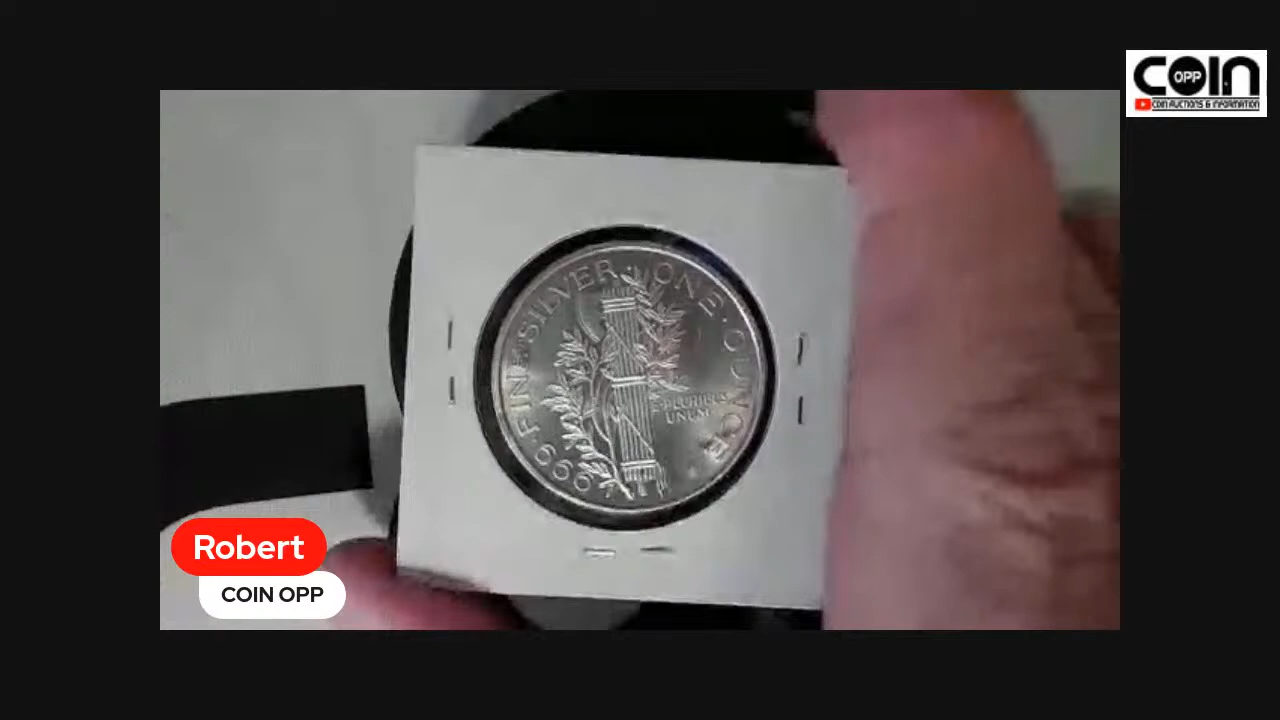 COIN
OPP
COIN AUCTIONS & INFORMATION
.999 · FINE · SILVER · ONE · OUNCE
E PLURIBUS
UNUM
Robert
COIN OPP